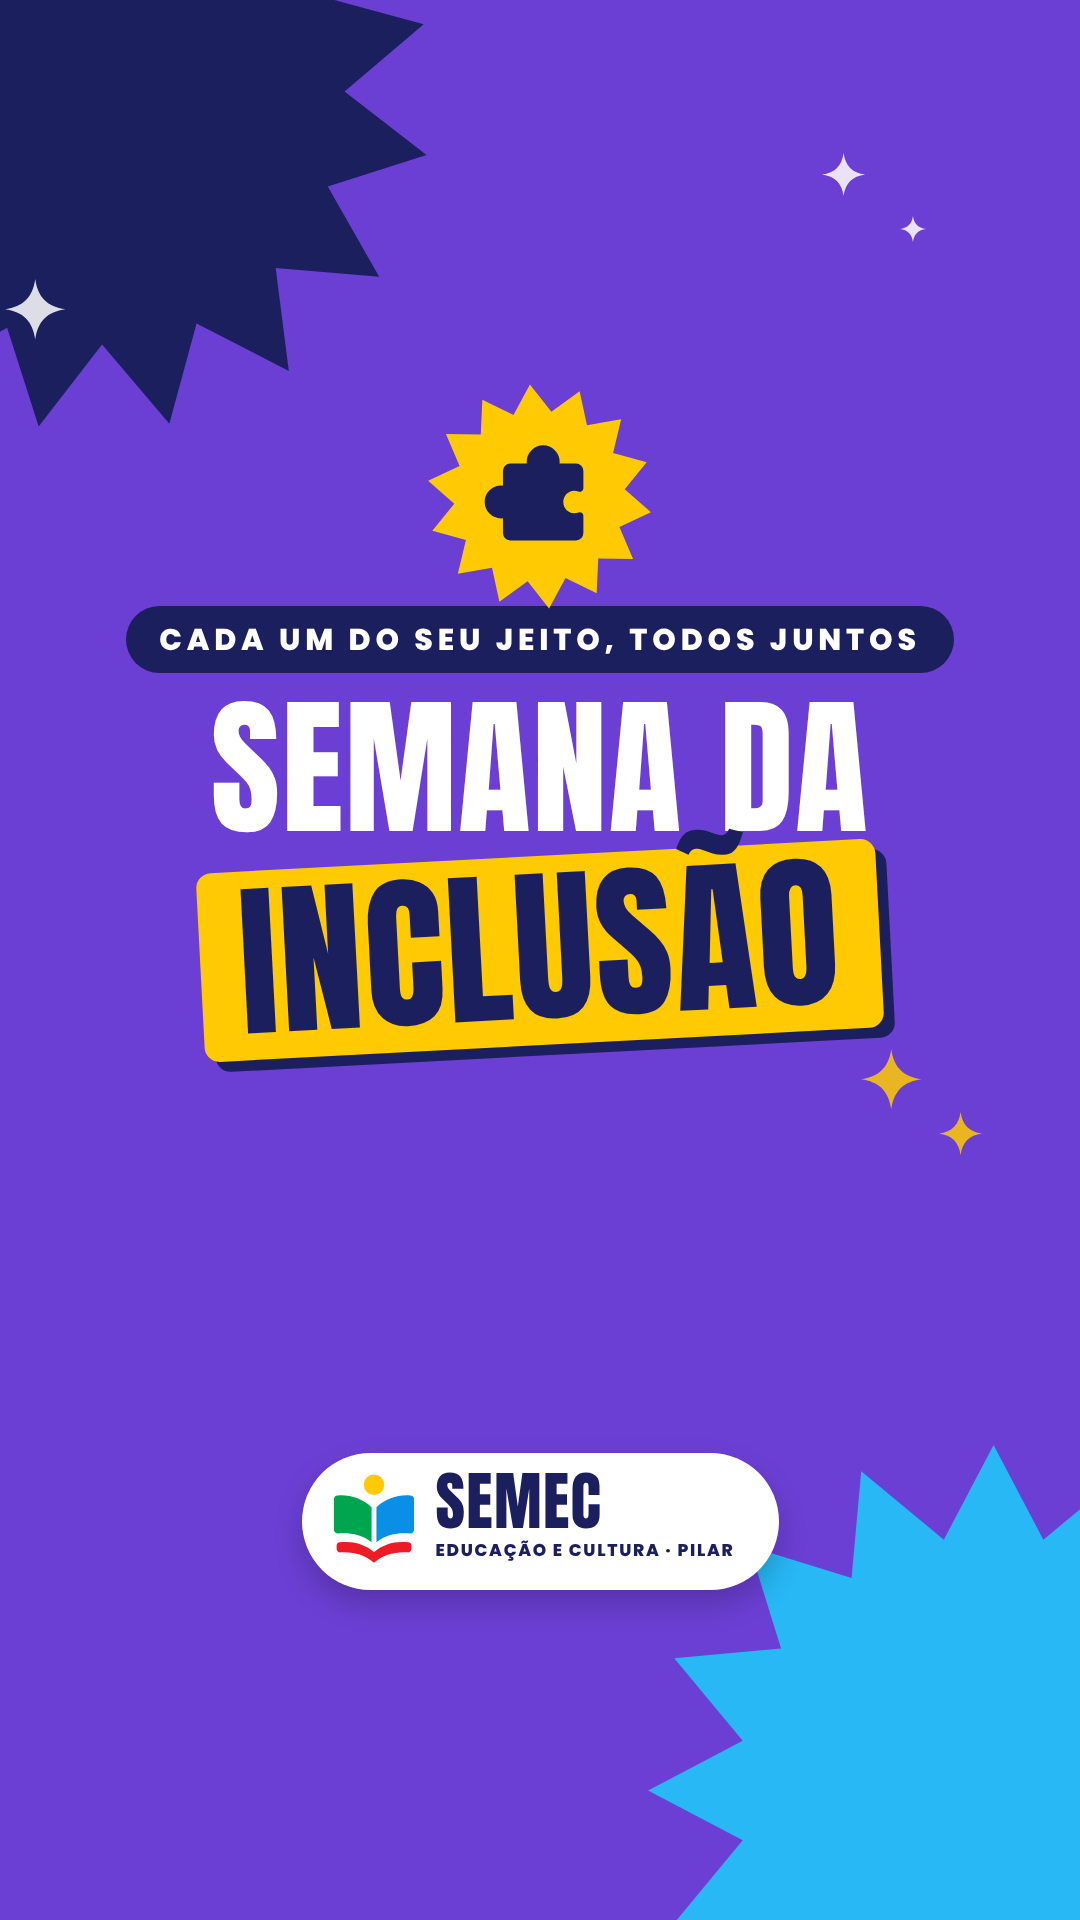 CADA UM DO SEU JEITO, TODOS JUNTOS
SEMANA DA
INCLUSÃO
SEMEC
EDUCAÇÃO E CULTURA · PILAR